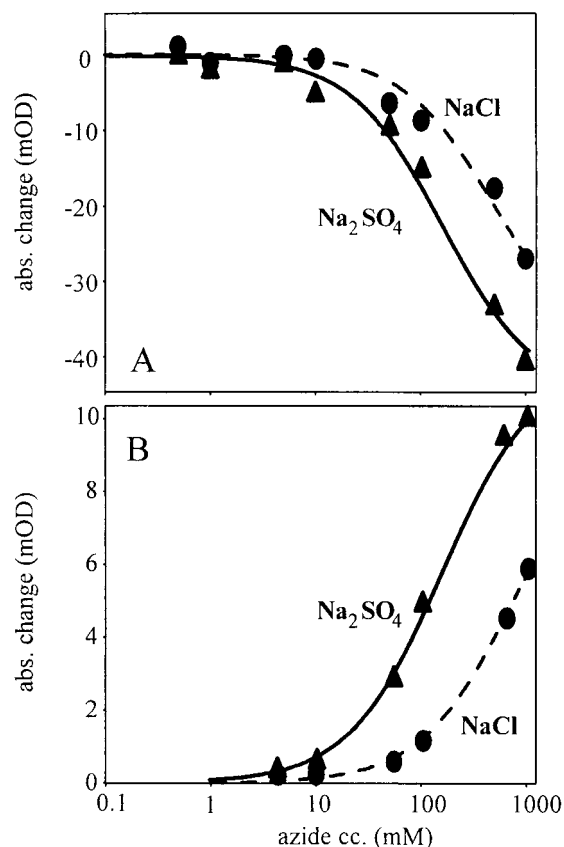 0
-10
-20
-30
-40
abs. change (mOD)
NaCl
Na2SO4
A
10
8
6
4
2
0
abs. change (mOD)
B
Na2SO4
NaCl
0.1 1 10 100 1000
azide cc. (mM)